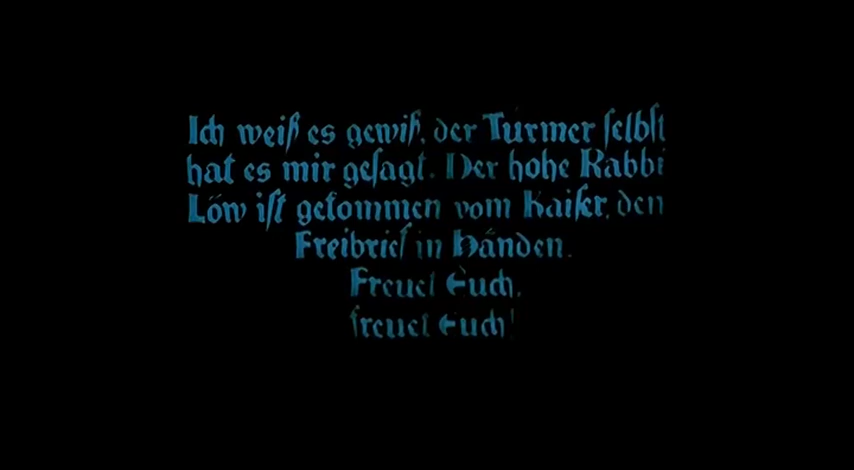 Ich weiß es gewiß, der Türmer ſelbſt
hat es mir geſagt. Der hohe Rabbi
Löw iſt gekommen vom Kaiſer, den
Freibrief in Händen.
Freuet Euch,
freuet Euch!